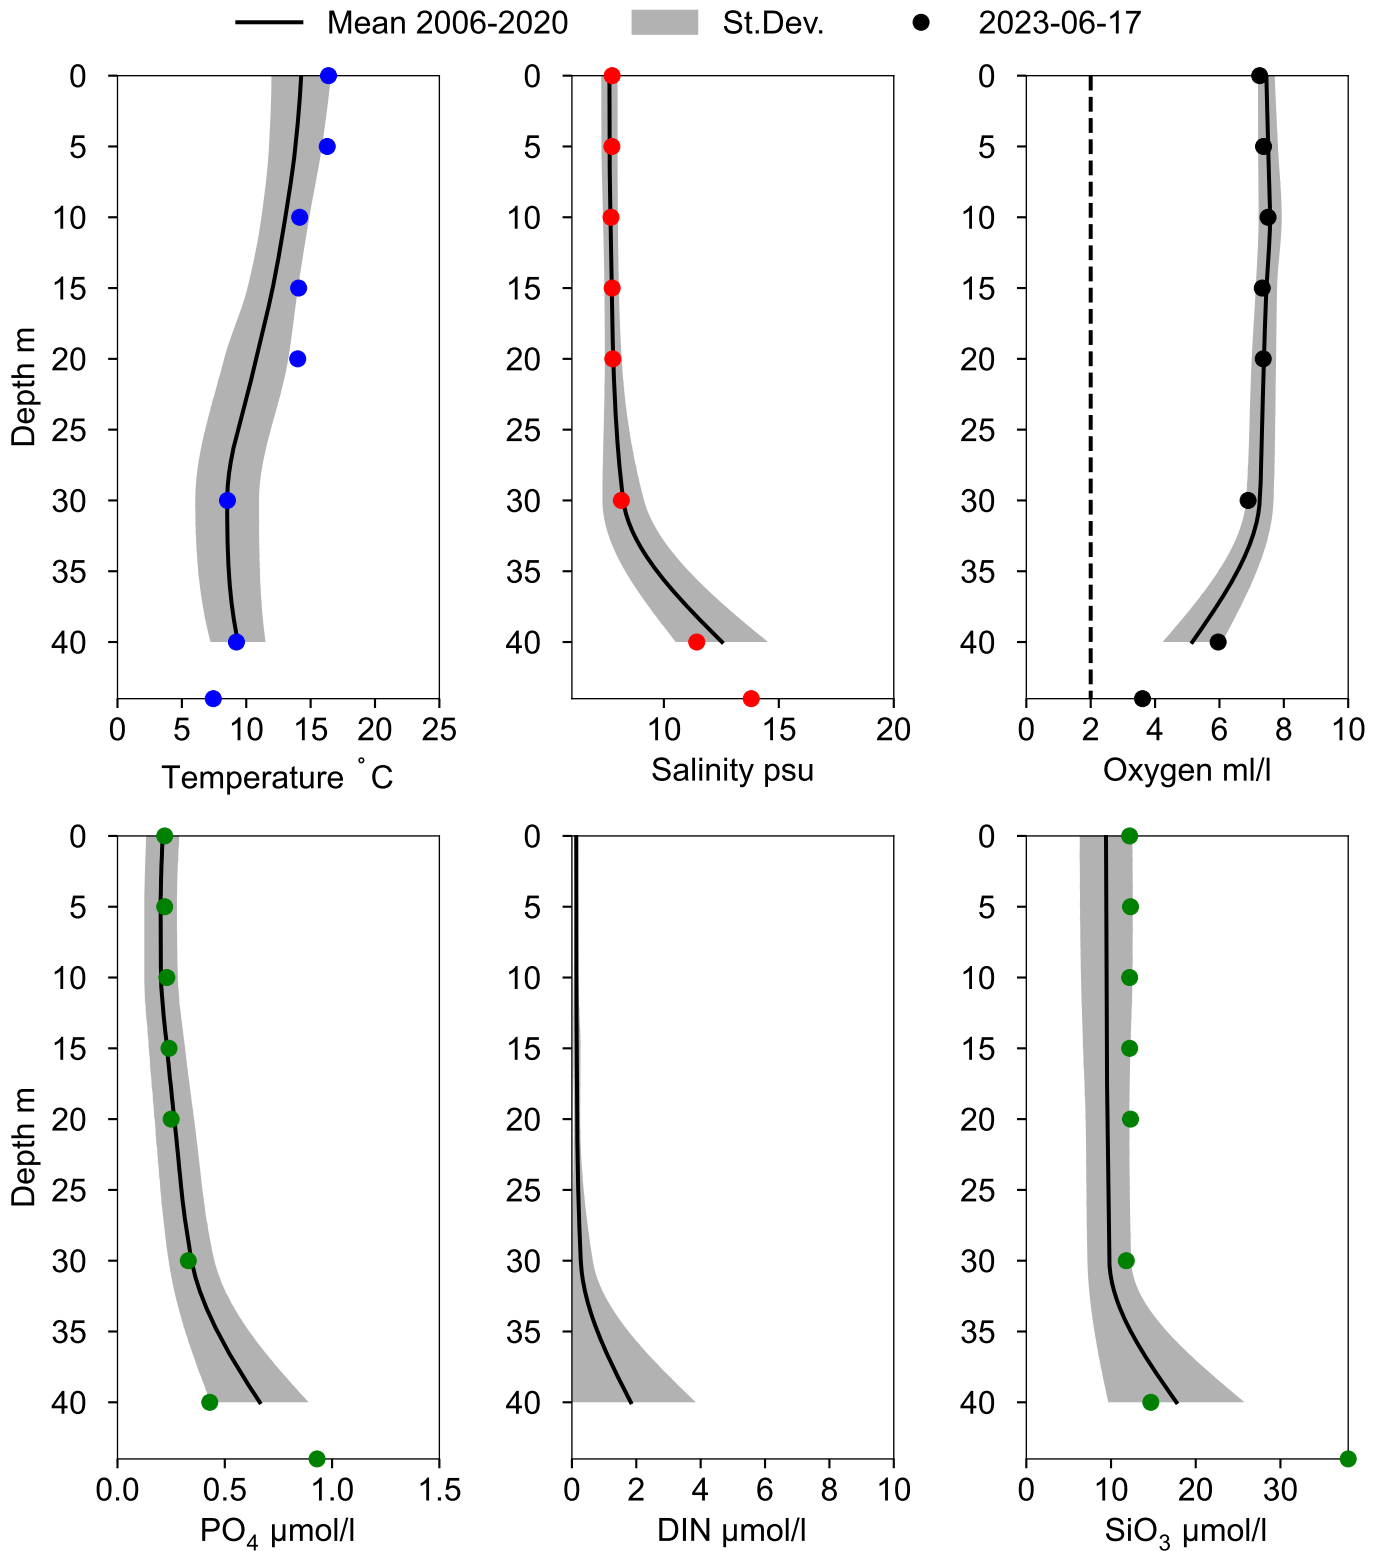 Mean 2006-2020 St.Dev. 2023-06-17
0 0 0
5 5 5
10 10 10
15 15 15
20 20 20
25 25 25
30 30 30
35 35 35
40 40 40
Depth m
0 5 10 15 20 25 10 15 20 0 2 4 6 8 10
Temperature °C Salinity psu Oxygen ml/l
0 0 0
5 5 5
10 10 10
15 15 15
20 20 20
25 25 25
30 30 30
35 35 35
40 40 40
Depth m
0.0 0.5 1.0 1.5 0 2 4 6 8 10 0 10 20 30
PO4 µmol/l DIN µmol/l SiO3 µmol/l